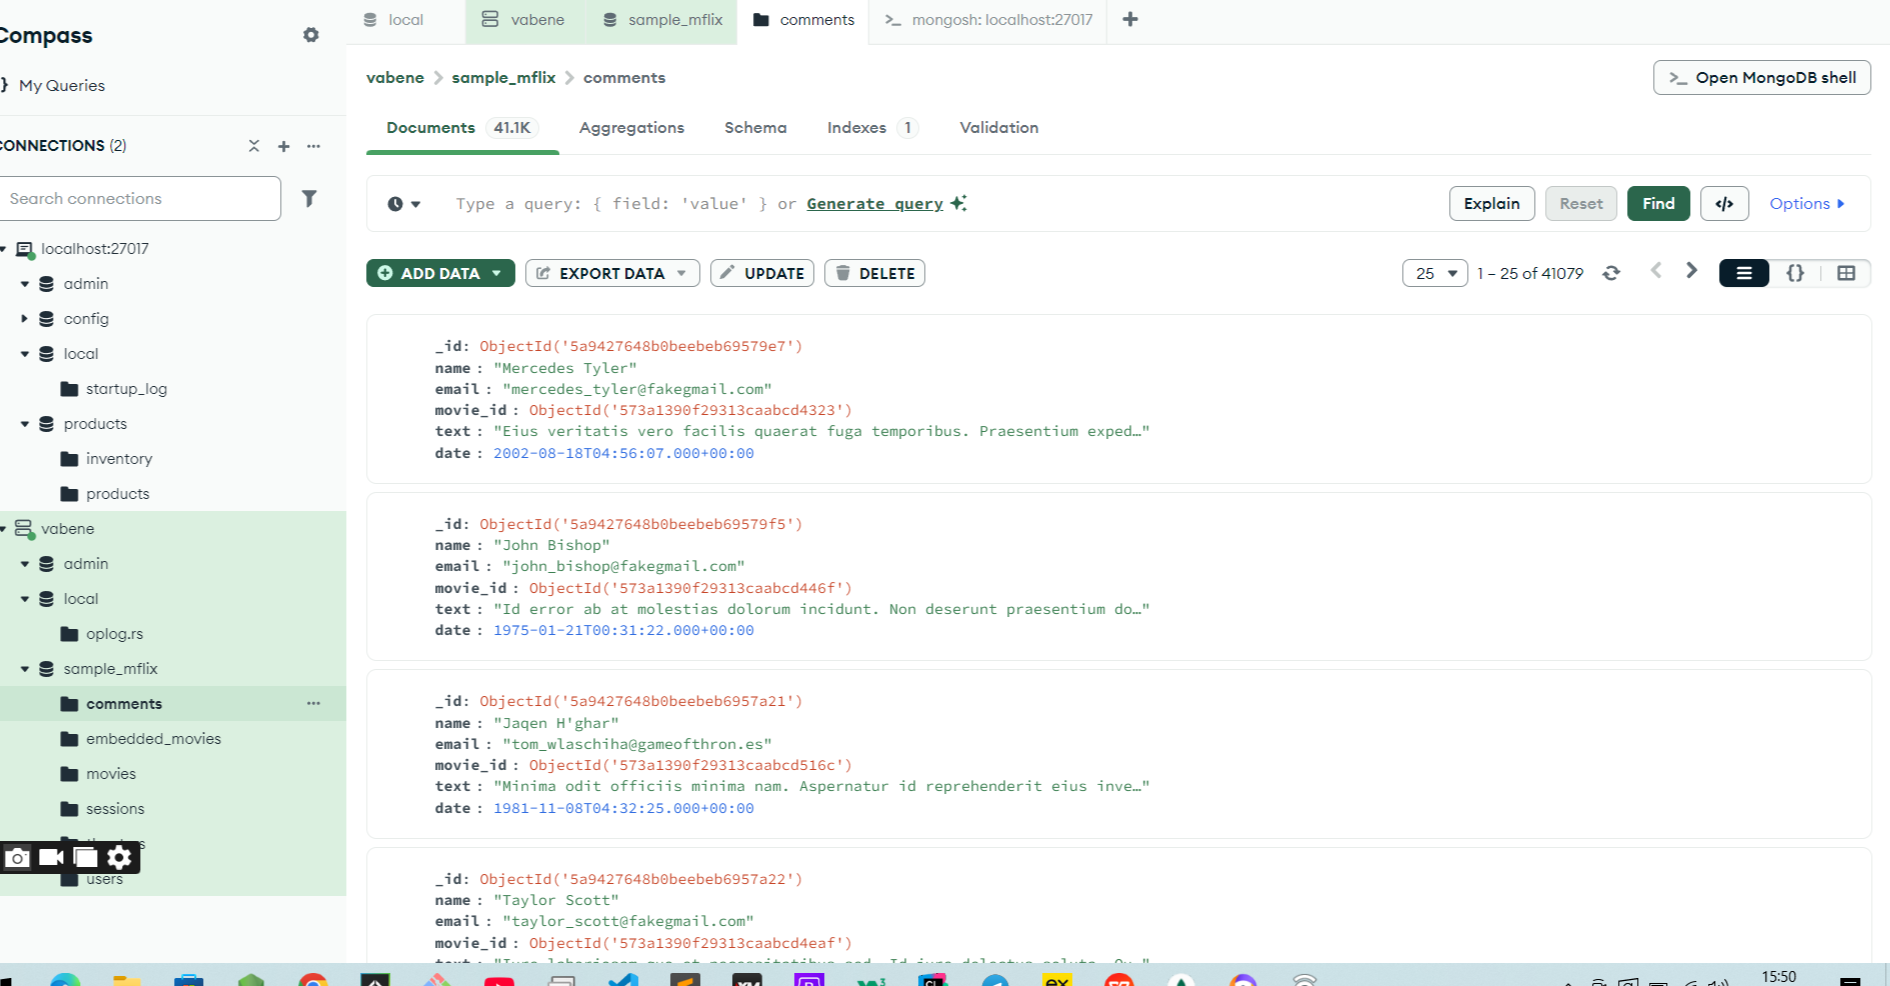 Compass
My Queries
CONNECTIONS (2)
Search connections
localhost:27017
admin
config
local
startup_log
products
inventory
products
vabene
admin
local
oplog.rs
sample_mflix
comments
embedded_movies
movies
sessions
users
local
vabene
sample_mflix
comments
>_ mongosh: localhost:27017
vabene > sample_mflix > comments
>_ Open MongoDB shell
Documents 41.1K
Aggregations
Schema
Indexes 1
Validation
Type a query: { field: 'value' } or Generate query
Explain
Reset
Find
</>
Options
ADD DATA
EXPORT DATA
UPDATE
DELETE
25
1 – 25 of 41079
{}
_id: ObjectId('5a9427648b0beebeb69579e7')
name : "Mercedes Tyler"
email : "mercedes_tyler@fakegmail.com"
movie_id : ObjectId('573a1390f29313caabcd4323')
text : "Eius veritatis vero facilis quaerat fuga temporibus. Praesentium exped…"
date : 2002-08-18T04:56:07.000+00:00
_id: ObjectId('5a9427648b0beebeb69579f5')
name : "John Bishop"
email : "john_bishop@fakegmail.com"
movie_id : ObjectId('573a1390f29313caabcd446f')
text : "Id error ab at molestias dolorum incidunt. Non deserunt praesentium do…"
date : 1975-01-21T00:31:22.000+00:00
_id: ObjectId('5a9427648b0beebeb6957a21')
name : "Jaqen H'ghar"
email : "tom_wlaschiha@gameofthron.es"
movie_id : ObjectId('573a1390f29313caabcd516c')
text : "Minima odit officiis minima nam. Aspernatur id reprehenderit eius inve…"
date : 1981-11-08T04:32:25.000+00:00
_id: ObjectId('5a9427648b0beebeb6957a22')
name : "Taylor Scott"
email : "taylor_scott@fakegmail.com"
movie_id : ObjectId('573a1390f29313caabcd4eaf')
15:50